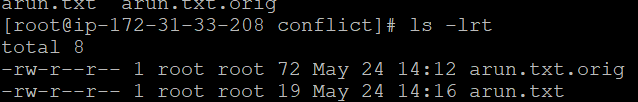 arun.txt  arun.txt.orig
[root@ip-172-31-33-208 conflict]# ls -lrt
total 8
-rw-r--r-- 1 root root 72 May 24 14:12 arun.txt.orig
-rw-r--r-- 1 root root 19 May 24 14:16 arun.txt